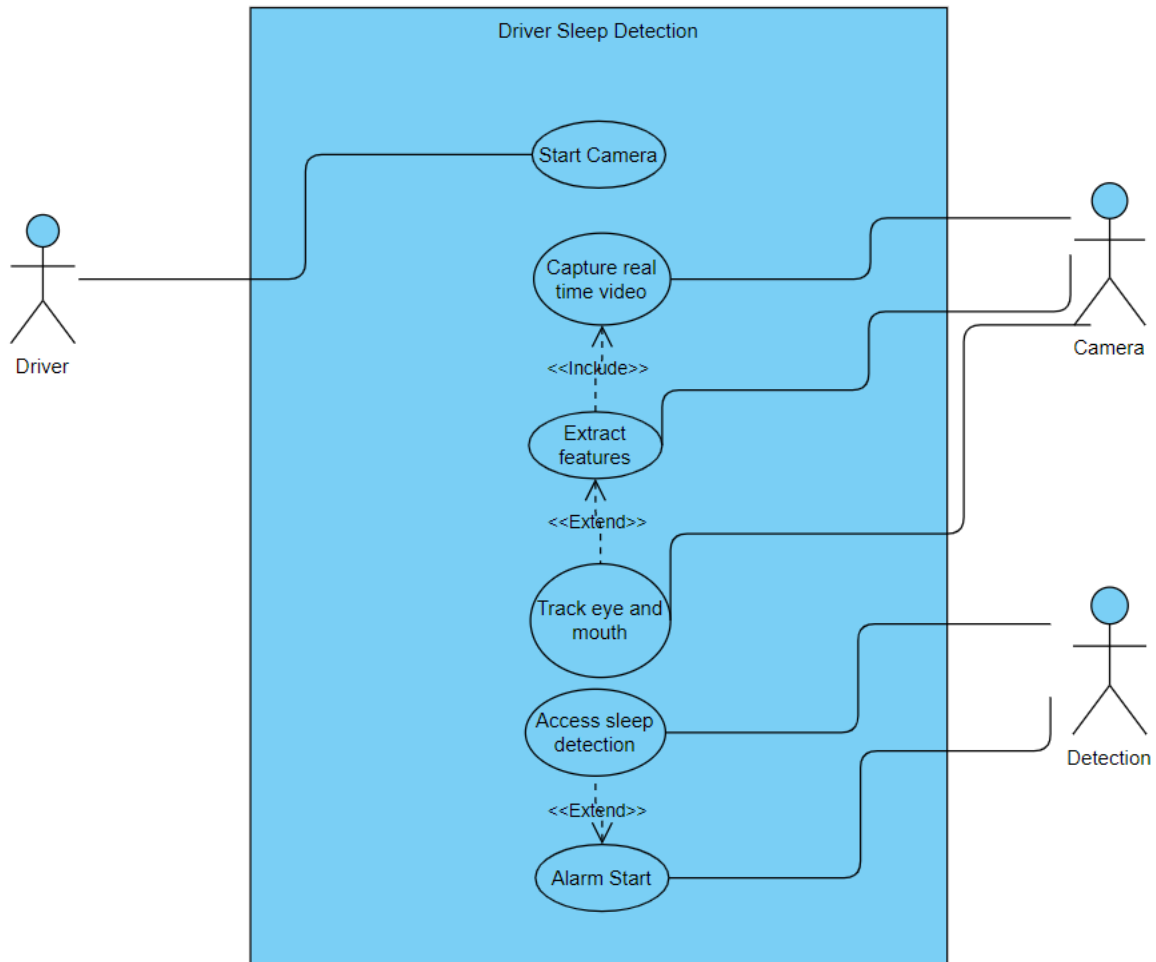 Driver Sleep Detection
Start Camera
Capture real
time video
<<Include>>
Extract
features
<<Extend>>
Track eye and
mouth
Access sleep
detection
<<Extend>>
Alarm Start
Driver
Camera
Detection